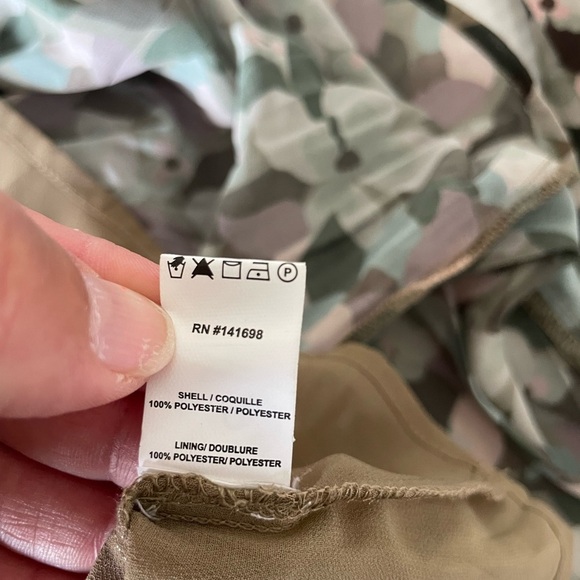 P
RN #141698
SHELL / COQUILLE
100% POLYESTER / POLYESTER
LINING/ DOUBLURE
100% POLYESTER/ POLYESTER